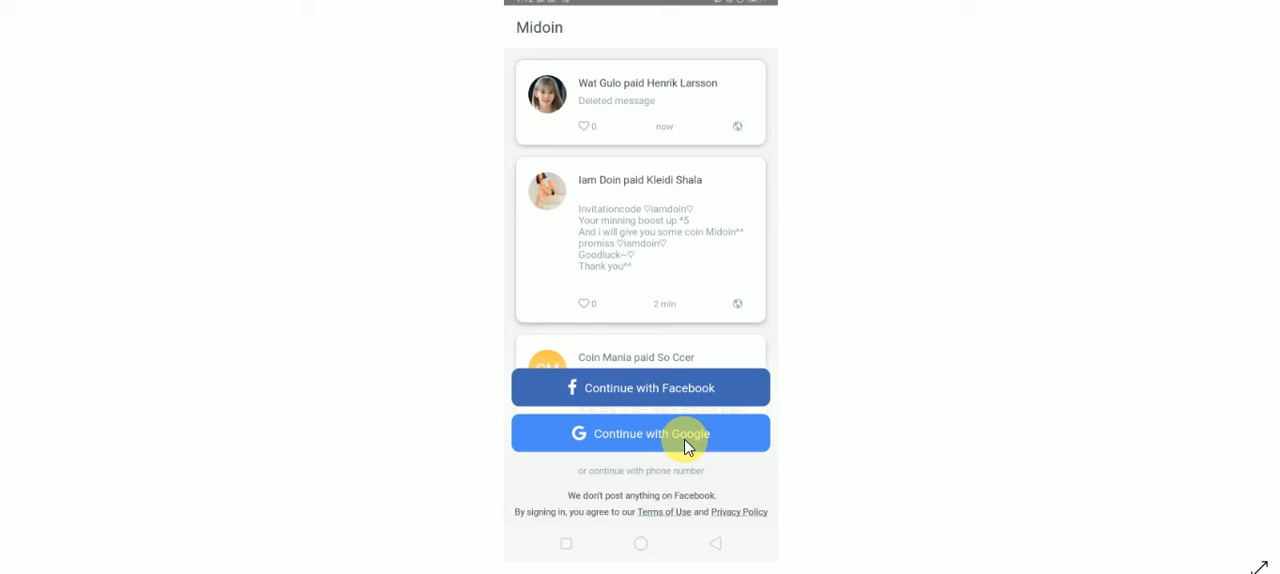 Midoin
Wat Gulo paid Henrik Larsson
Deleted message
0 now
Iam Doin paid Kleidi Shala
Invitationcode ♡Iamdoin♡
Your minning boost up *5
And i will give you some coin Midoin^^
promiss ♡iamdoin♡
Goodluck~♡
Thank you^^
0 2 min
Coin Mania paid So Ccer
Continue with Facebook
Continue with Google
or continue with phone number
We don't post anything on Facebook.
By signing in, you agree to our Terms of Use and Privacy Policy